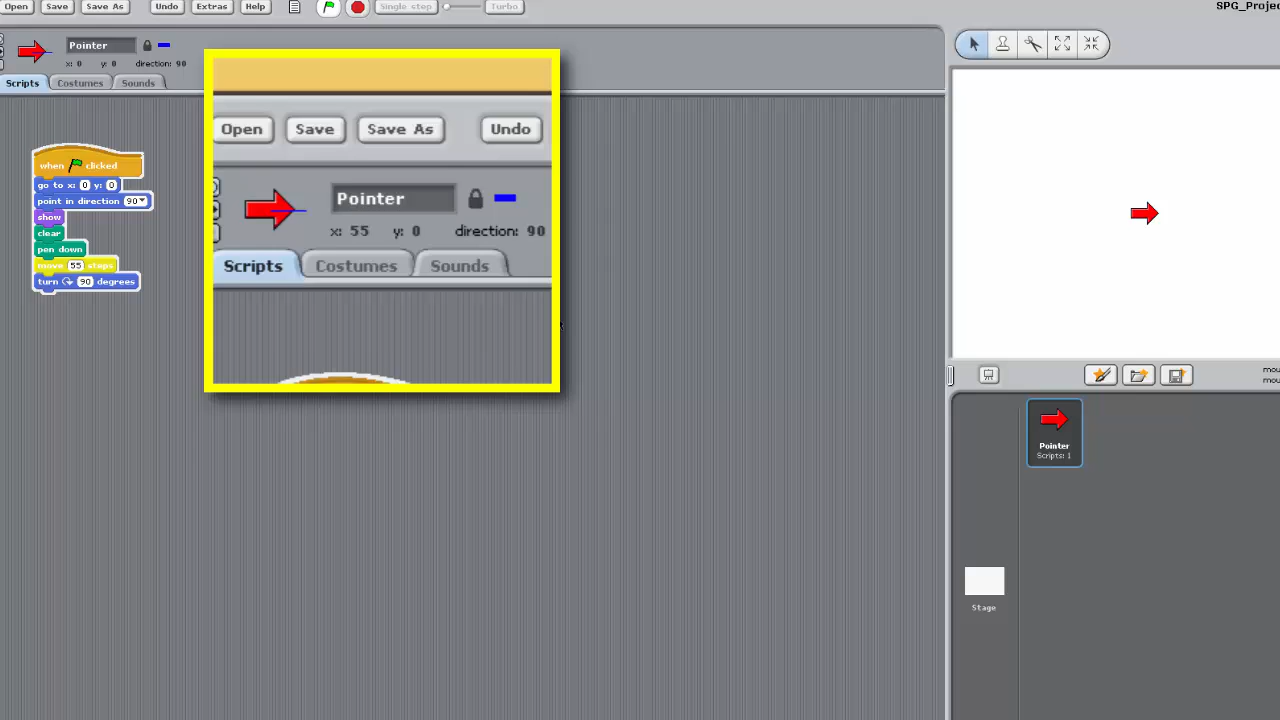 Open Save Save As Undo Extras Help Single step Turbo SPG_Projec
Pointer
x: 0 y: 0 direction: 90
Scripts Costumes Sounds
when clicked
go to x: 0 y: 0
point in direction 90
show
clear
pen down
move 55 steps
turn 90 degrees
Open Save Save As Undo
Pointer
x: 55 y: 0 direction: 90
Scripts Costumes Sounds
mou
mou
Pointer
Scripts: 1
Stage